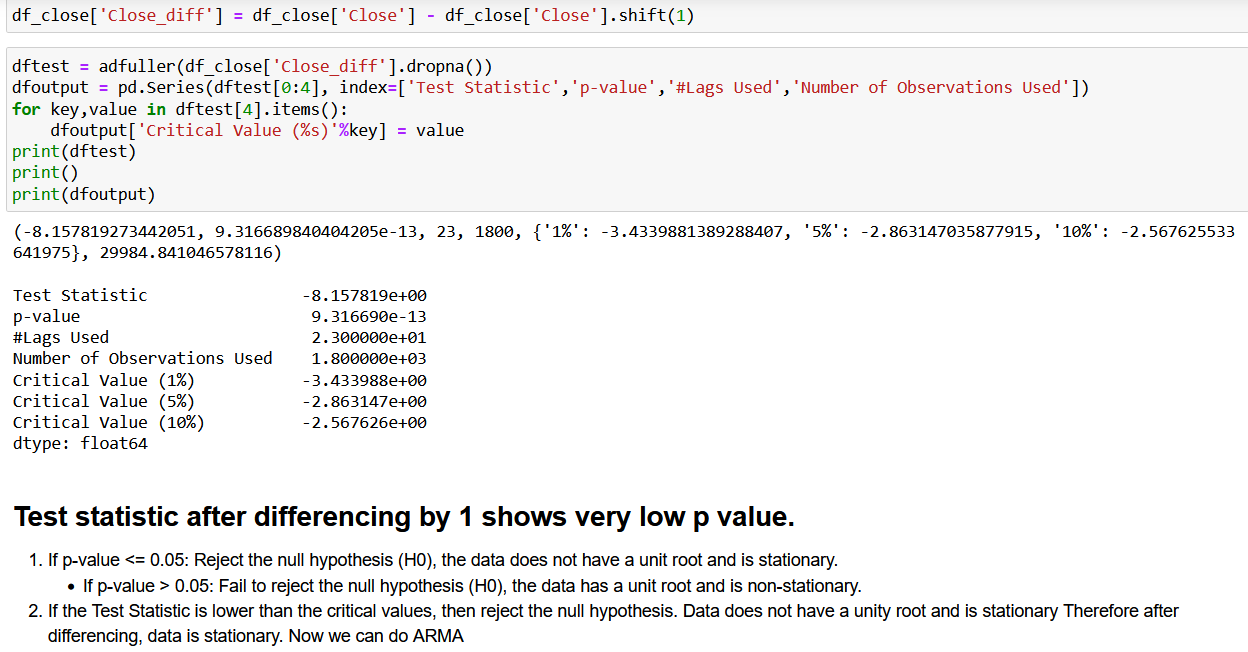 df_close['Close_diff'] = df_close['Close'] - df_close['Close'].shift(1)
dftest = adfuller(df_close['Close_diff'].dropna())
dfoutput = pd.Series(dftest[0:4], index=['Test Statistic','p-value','#Lags Used','Number of Observations Used'])
for key,value in dftest[4].items():
    dfoutput['Critical Value (%s)'%key] = value
print(dftest)
print()
print(dfoutput)
(-8.157819273442051, 9.316689840404205e-13, 23, 1800, {'1%': -3.4339881389288407, '5%': -2.863147035877915, '10%': -2.567625533
641975}, 29984.841046578116)
Test Statistic                -8.157819e+00
p-value                        9.316690e-13
#Lags Used                     2.300000e+01
Number of Observations Used    1.800000e+03
Critical Value (1%)           -3.433988e+00
Critical Value (5%)           -2.863147e+00
Critical Value (10%)          -2.567626e+00
dtype: float64
Test statistic after differencing by 1 shows very low p value.
1. If p-value <= 0.05: Reject the null hypothesis (H0), the data does not have a unit root and is stationary.
• If p-value > 0.05: Fail to reject the null hypothesis (H0), the data has a unit root and is non-stationary.
2. If the Test Statistic is lower than the critical values, then reject the null hypothesis. Data does not have a unity root and is stationary Therefore after
differencing, data is stationary. Now we can do ARMA